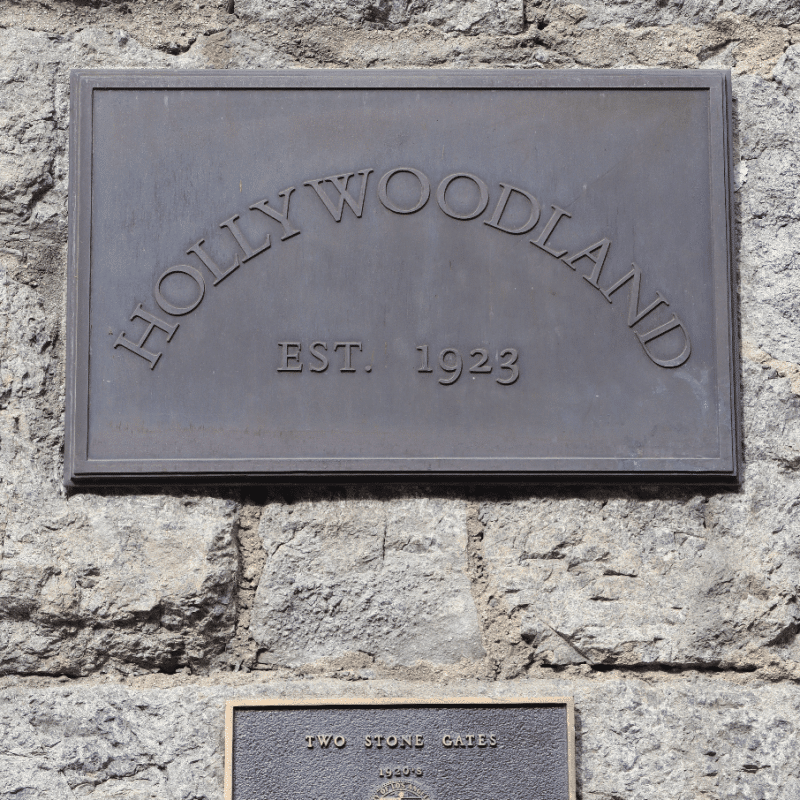 HOLLYWOODLAND
EST. 1923
TWO STONE GATES
1920'S